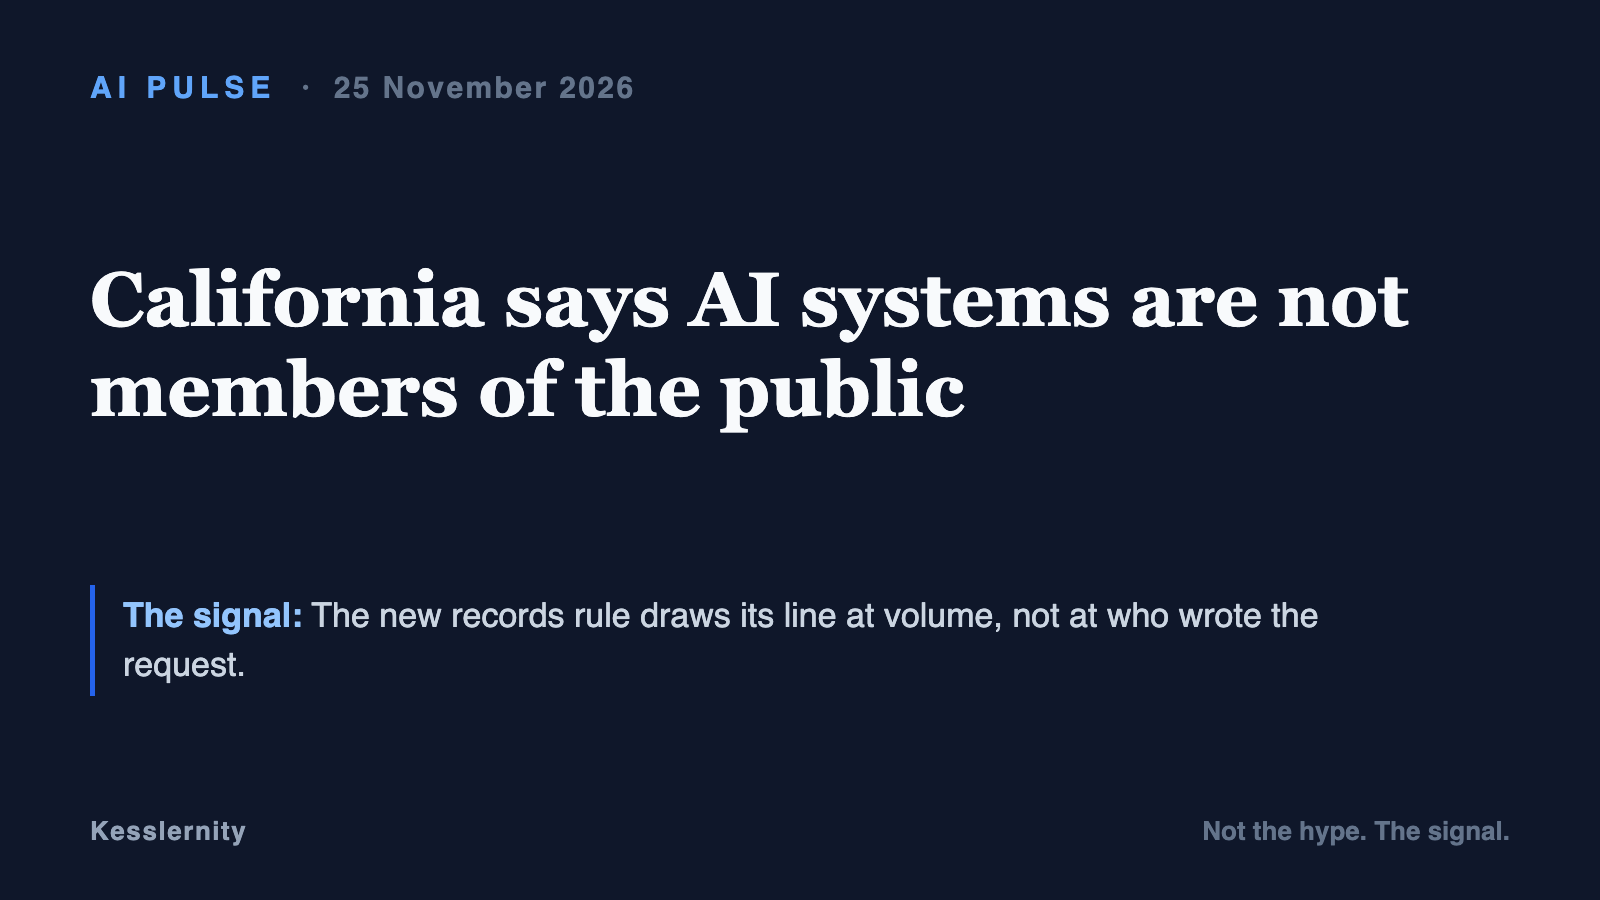 AI PULSE · 25 November 2026
California says AI systems are not
members of the public
The signal: The new records rule draws its line at volume, not at who wrote the
request.
Kesslernity
Not the hype. The signal.